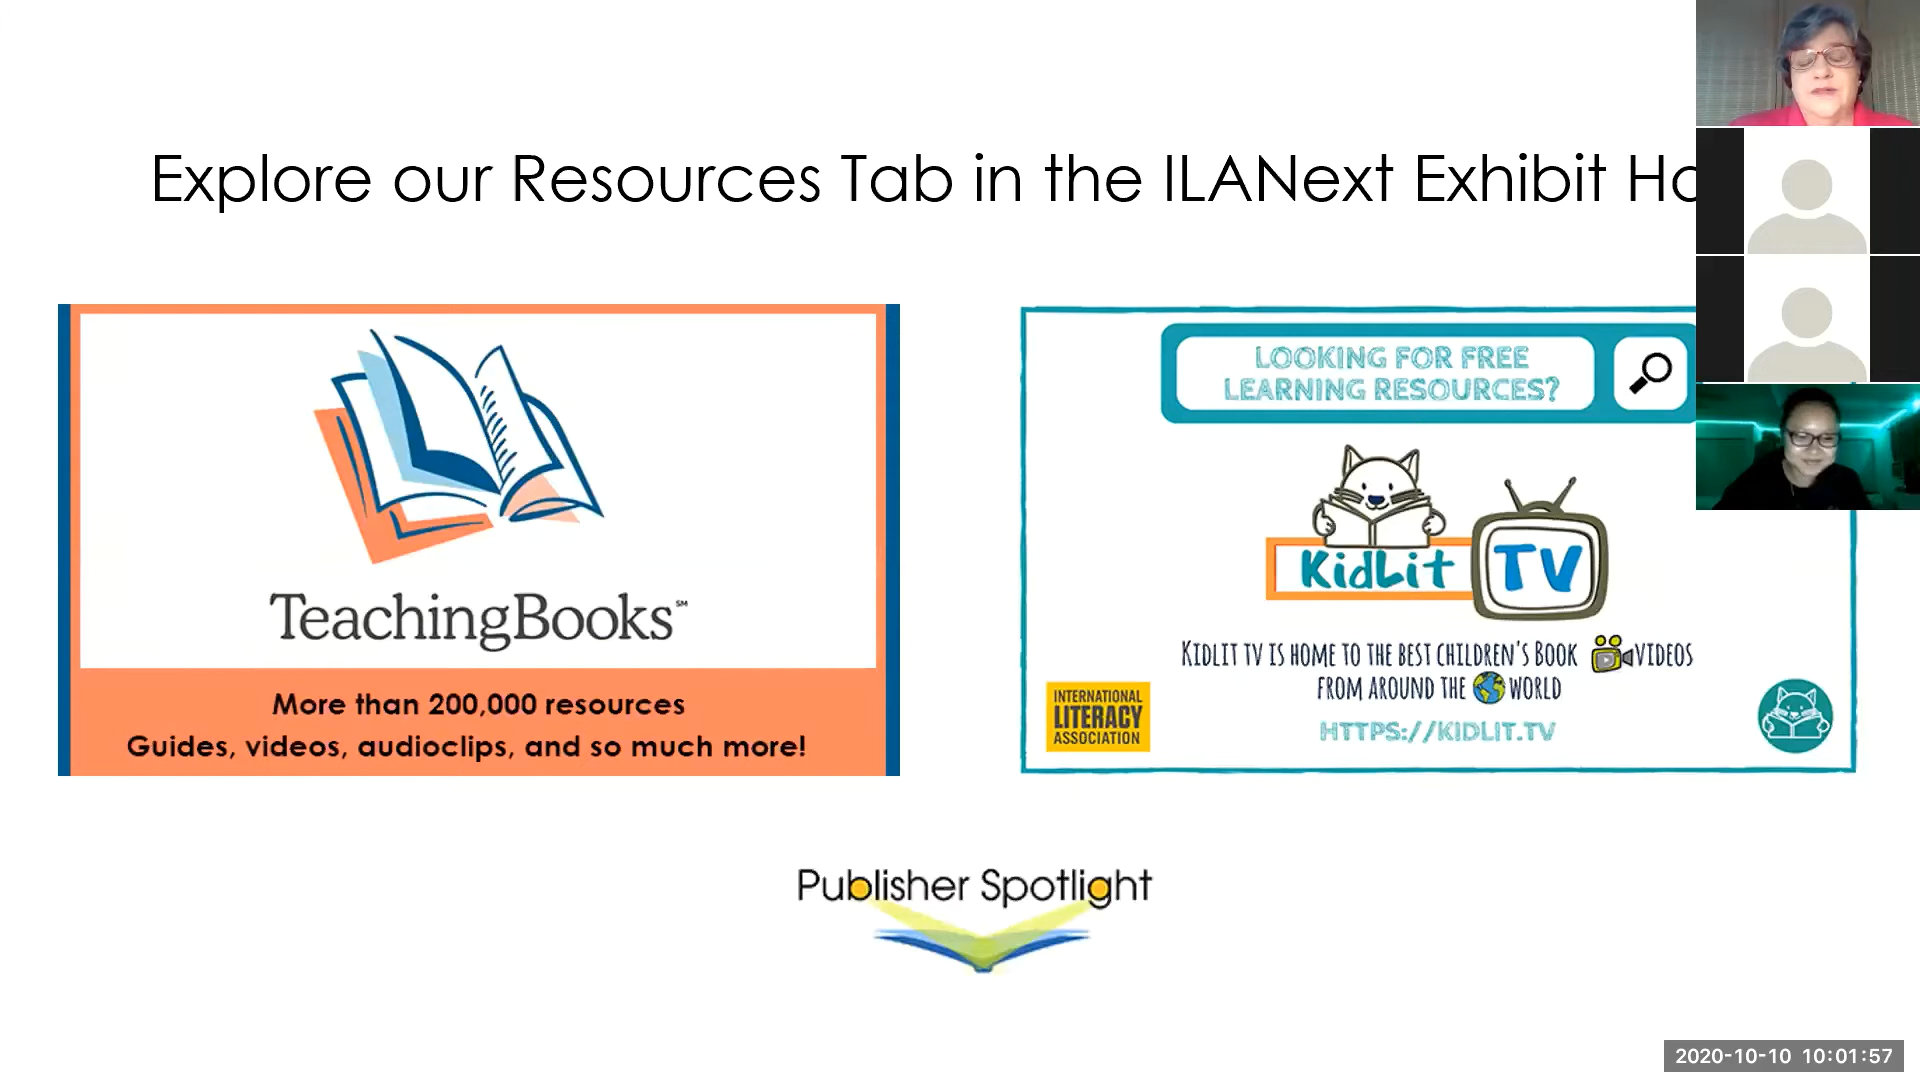 Explore our Resources Tab in the ILANext Exhibit
TeachingBooks℠
More than 200,000 resources
Guides, videos, audioclips, and so much more!
LOOKING FOR FREE
LEARNING RESOURCES?
KidLit TV
KIDLIT TV IS HOME TO THE BEST CHILDREN'S BOOK VIDEOS
FROM AROUND THE WORLD
HTTPS://KIDLIT.TV
INTERNATIONAL
LITERACY
ASSOCIATION
Publisher Spotlight
2020-10-10 10:01:57